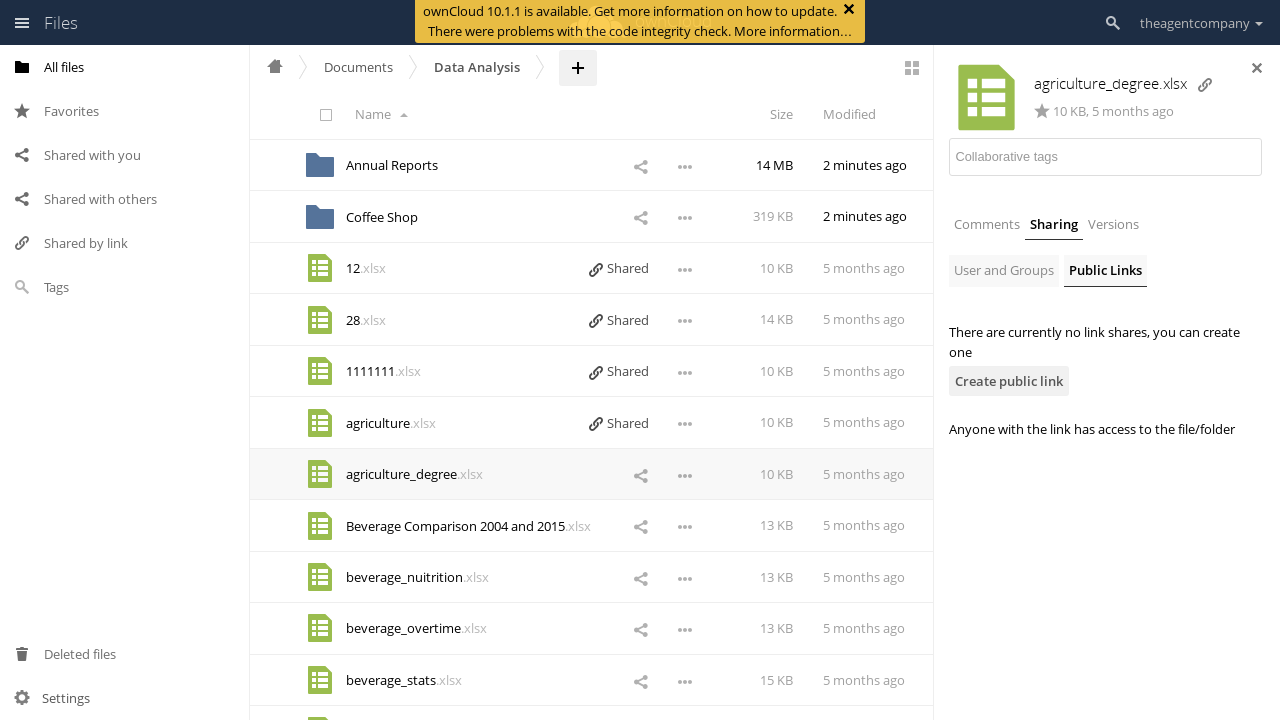 Files
ownCloud 10.1.1 is available. Get more information on how to update.
There were problems with the code integrity check. More information…
theagentcompany
All files
Favorites
Shared with you
Shared with others
Shared by link
Tags
Deleted files
Settings
Documents
Data Analysis
Name
Size
Modified
Annual Reports 14 MB 2 minutes ago
Coffee Shop 319 KB 2 minutes ago
12.xlsx Shared 10 KB 5 months ago
28.xlsx Shared 14 KB 5 months ago
1111111.xlsx Shared 10 KB 5 months ago
agriculture.xlsx Shared 10 KB 5 months ago
agriculture_degree.xlsx 10 KB 5 months ago
Beverage Comparison 2004 and 2015.xlsx 13 KB 5 months ago
beverage_nuitrition.xlsx 13 KB 5 months ago
beverage_overtime.xlsx 13 KB 5 months ago
beverage_stats.xlsx 15 KB 5 months ago
agriculture_degree.xlsx
10 KB, 5 months ago
Collaborative tags
Comments Sharing Versions
User and Groups Public Links
There are currently no link shares, you can create
one
Create public link
Anyone with the link has access to the file/folder